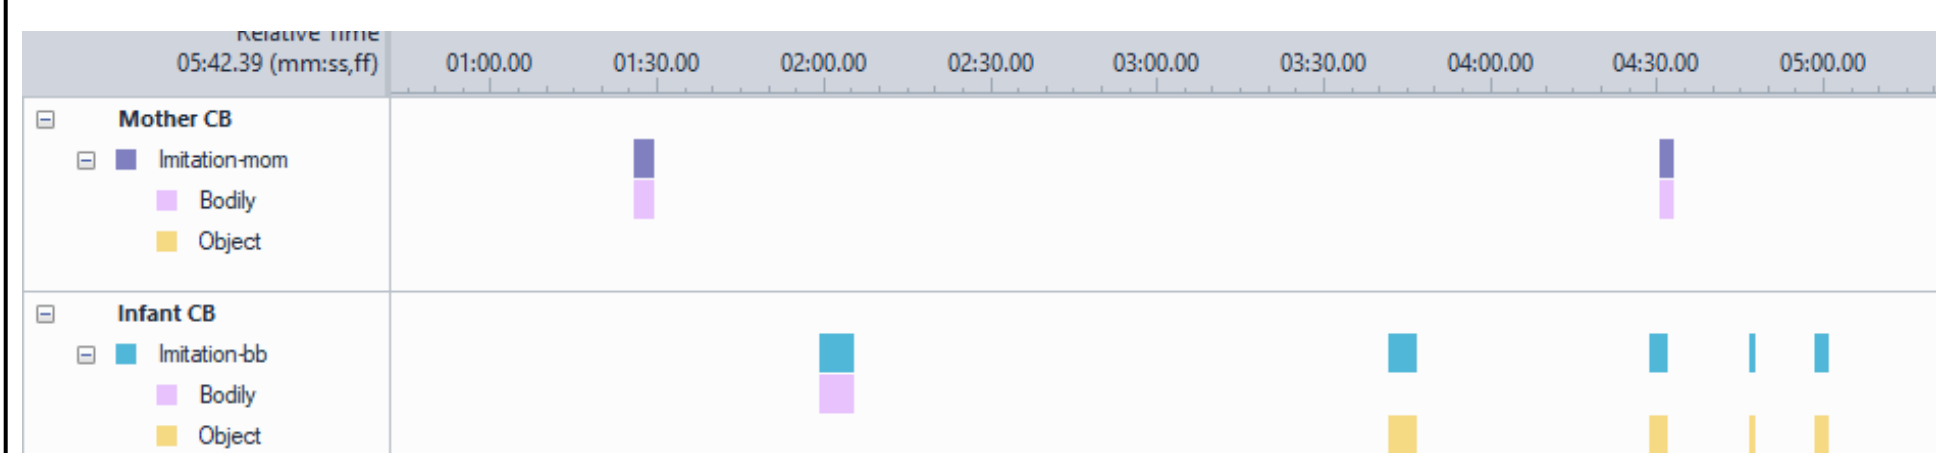 Relative Time
05:42.39 (mm:ss,ff) 01:00.00 01:30.00 02:00.00 02:30.00 03:00.00 03:30.00 04:00.00 04:30.00 05:00.00
Mother CB
Imitation-mom
Bodily
Object
Infant CB
Imitation-bb
Bodily
Object